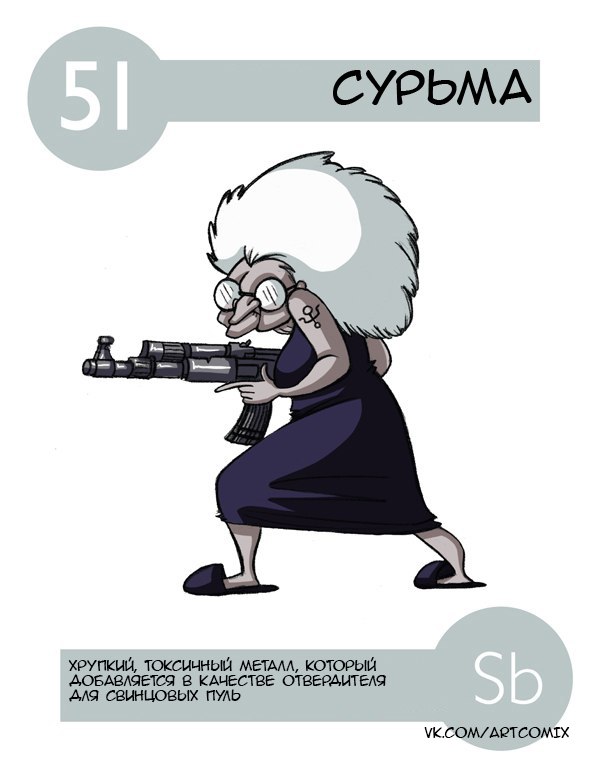 51
СУРЬМА
ХРУПКИЙ, ТОКСИЧНЫЙ МЕТАЛЛ, КОТОРЫЙ
ДОБАВЛЯЕТСЯ В КАЧЕСТВЕ ОТВЕРДИТЕЛЯ
ДЛЯ СВИНЦОВЫХ ПУЛЬ
Sb
VK.COM/ARTCOMIX